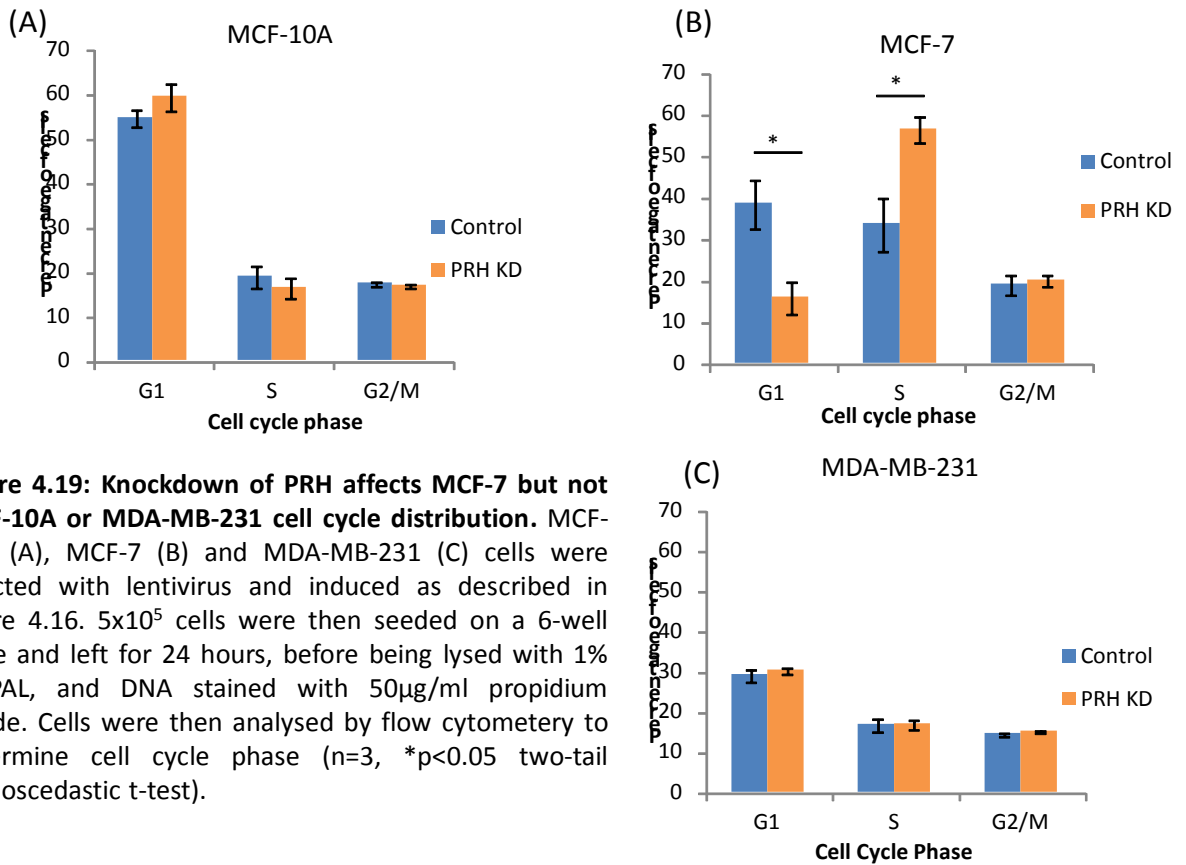 (A)
MCF-10A
70
60
50
40
30
20
10
0
G1 S G2/M
Cell cycle phase
Control
PRH KD
(B)
MCF-7
*
*
70
60
50
40
30
20
10
0
G1 S G2/M
Cell cycle phase
Control
PRH KD
re 4.19: Knockdown of PRH affects MCF-7 but not
F-10A or MDA-MB-231 cell cycle distribution. MCF-
(A), MCF-7 (B) and MDA-MB-231 (C) cells were
cted with lentivirus and induced as described in
re 4.16. 5x10⁵ cells were then seeded on a 6-well
e and left for 24 hours, before being lysed with 1%
PAL, and DNA stained with 50µg/ml propidium
de. Cells were then analysed by flow cytometery to
ermine cell cycle phase (n=3, *p<0.05 two-tail
oscedastic t-test).
(C)
MDA-MB-231
70
60
50
40
30
20
10
0
G1 S G2/M
Cell Cycle Phase
Control
PRH KD